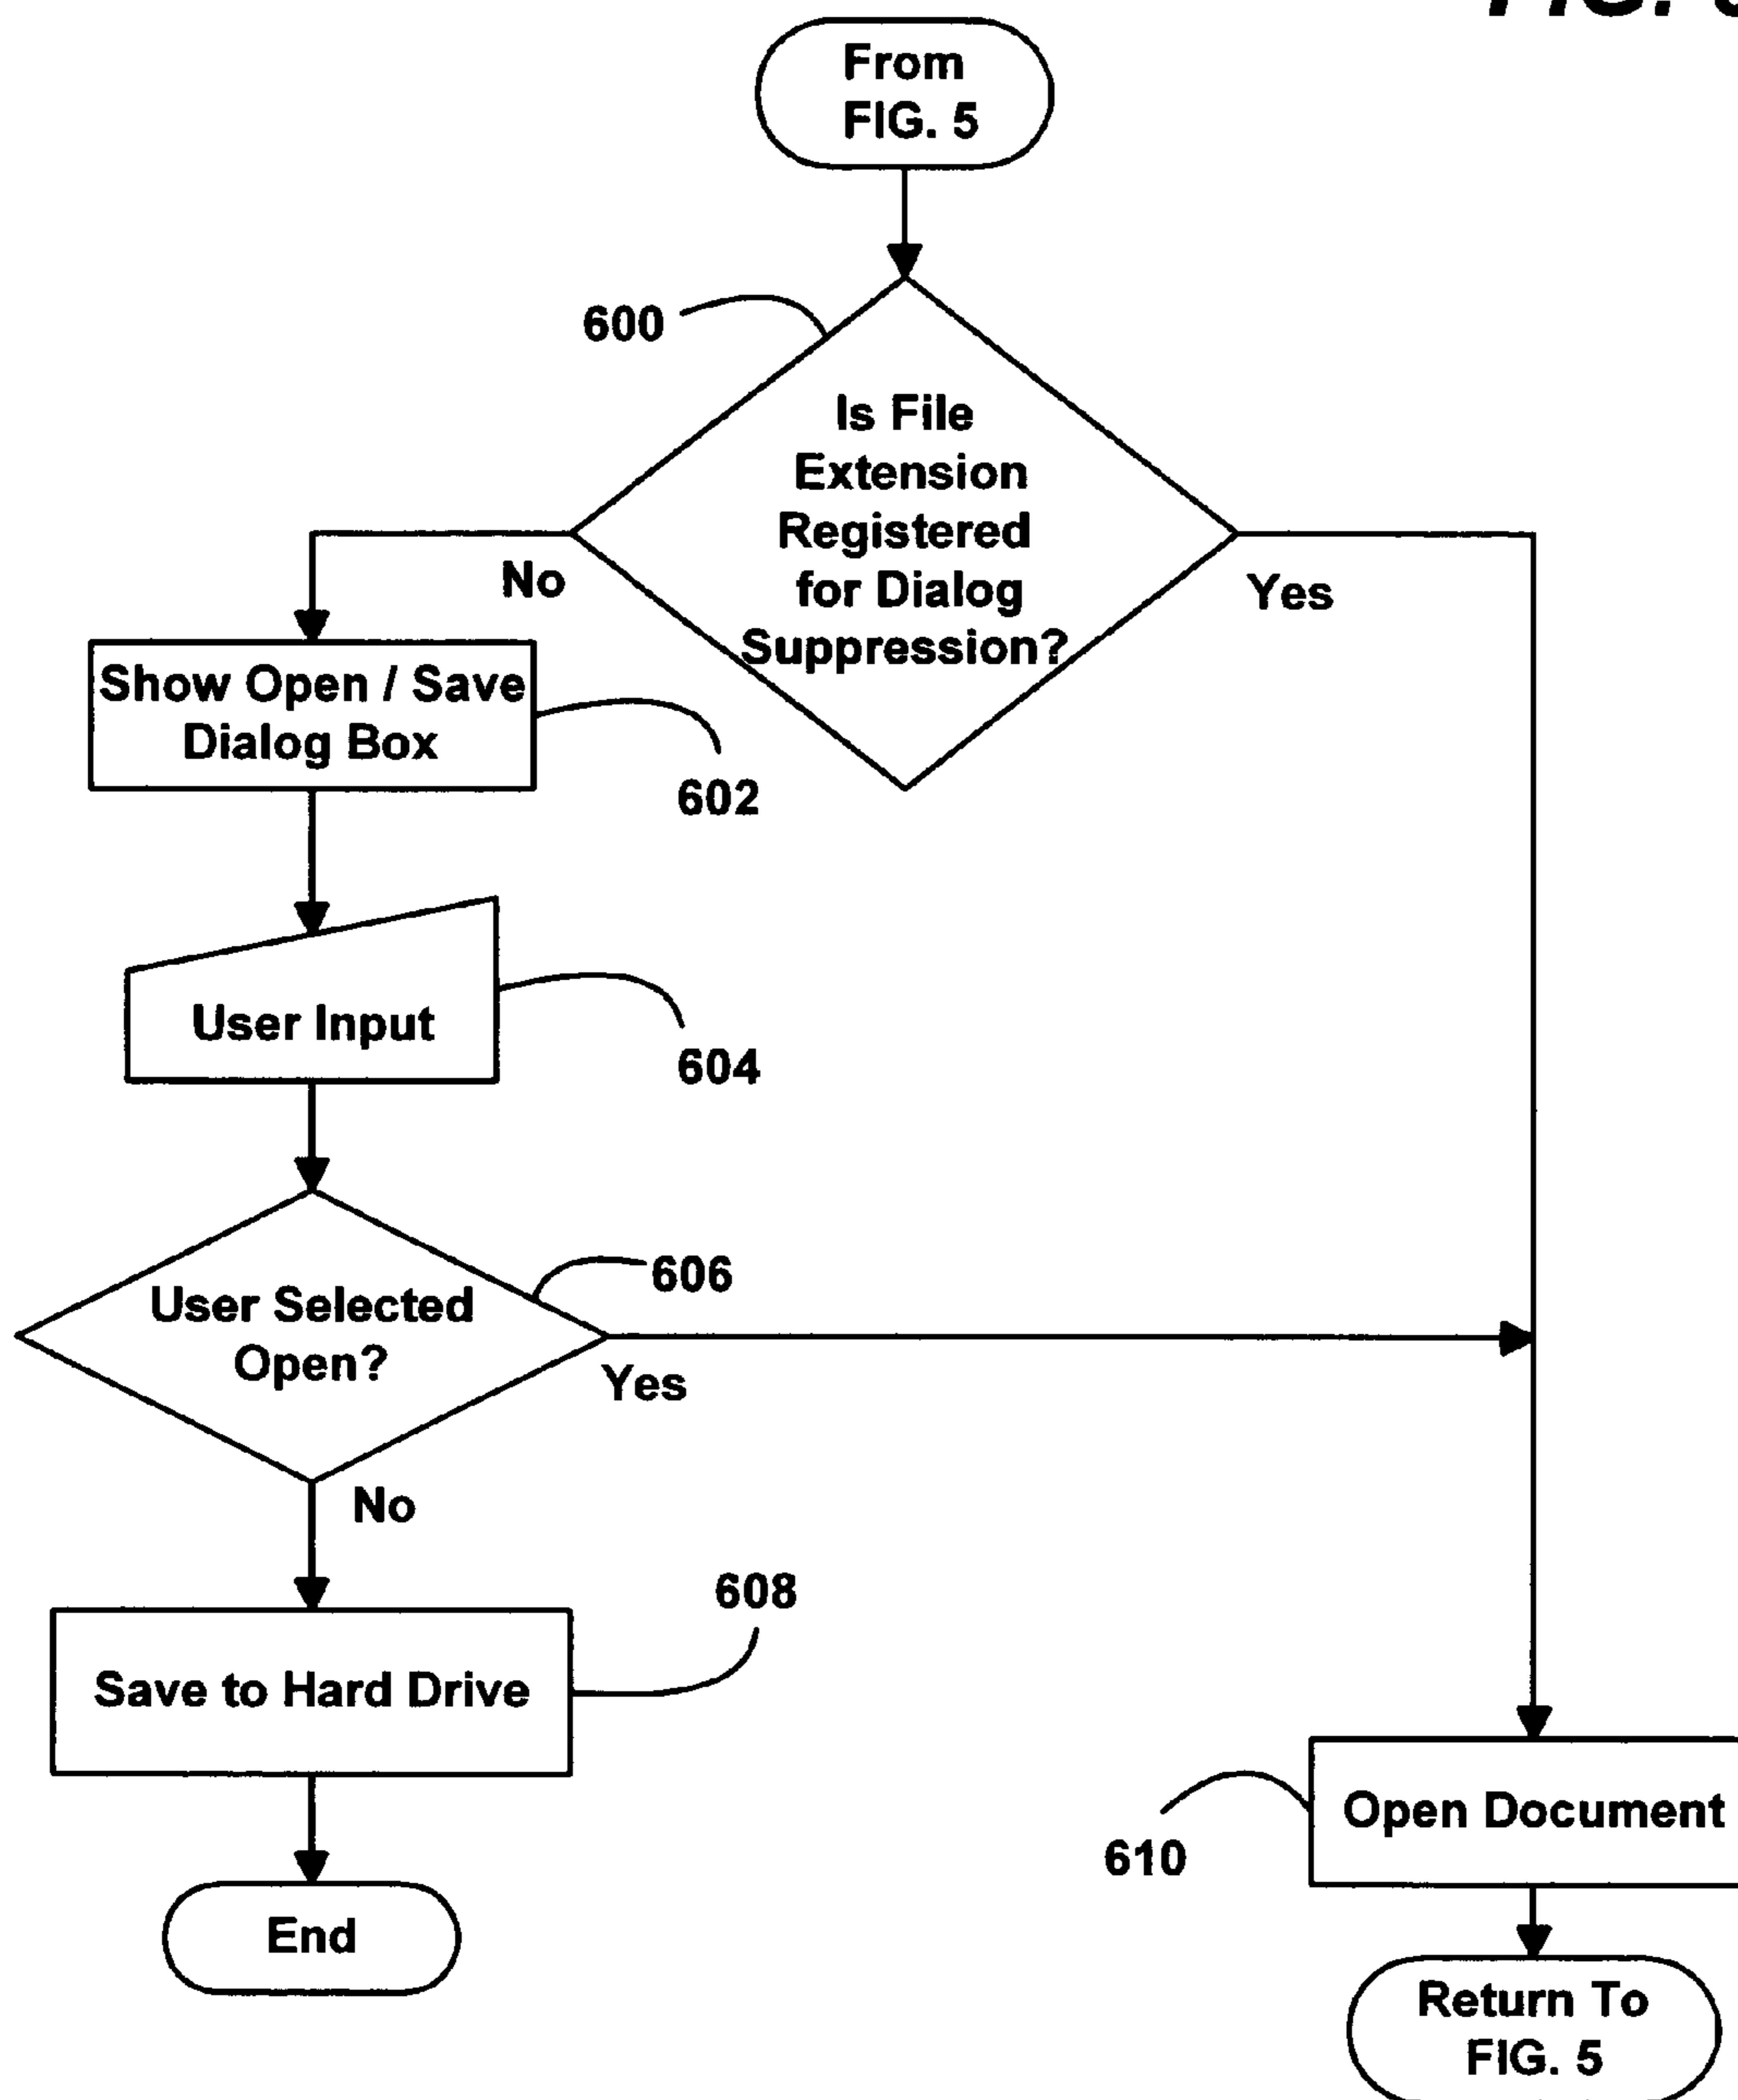 FIG.
From
FIG. 5
600
Is File
Extension
Registered
for Dialog
Suppression?
No
Yes
Show Open / Save
Dialog Box
602
User Input
604
606
User Selected
Open?
Yes
No
608
Save to Hard Drive
Open Document
610
End
Return To
FIG. 5